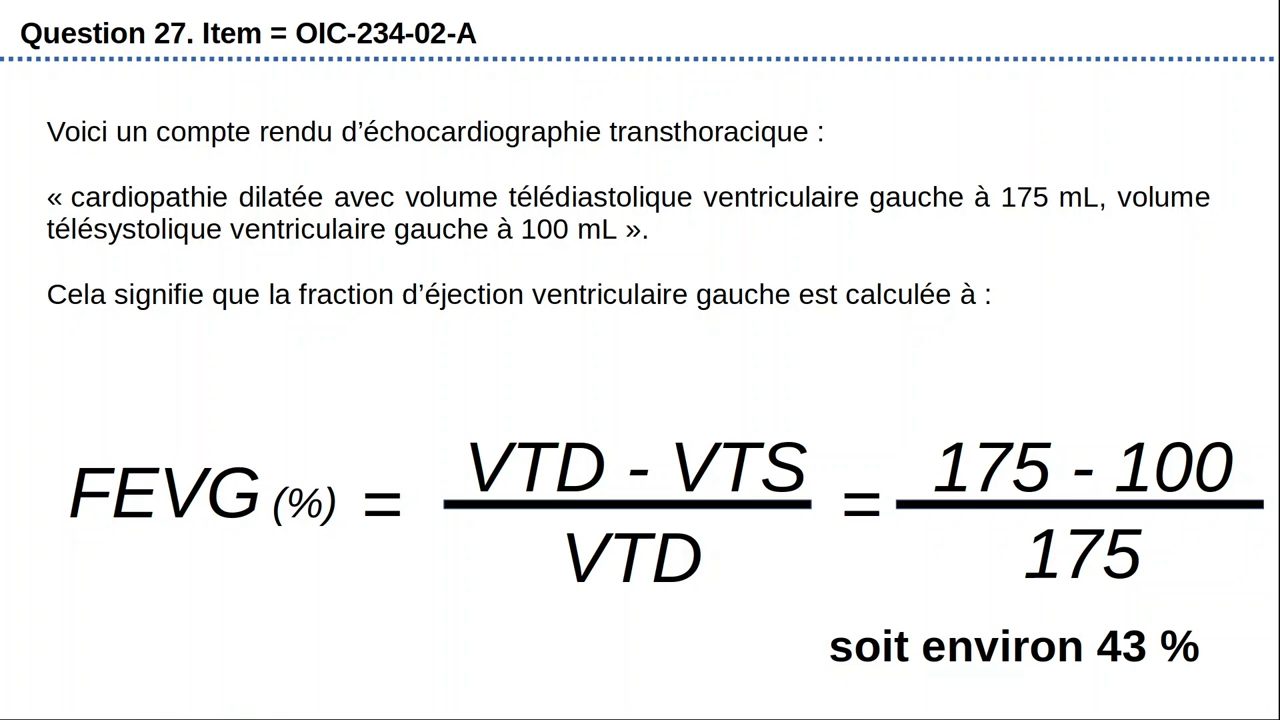 Question 27. Item = OIC-234-02-A
Voici un compte rendu d’échocardiographie transthoracique :
« cardiopathie dilatée avec volume télédiastolique ventriculaire gauche à 175 mL, volume
télésystolique ventriculaire gauche à 100 mL ».
Cela signifie que la fraction d’éjection ventriculaire gauche est calculée à :
VTD - VTS 175 - 100
FEVG (%) = =
VTD 175
soit environ 43 %